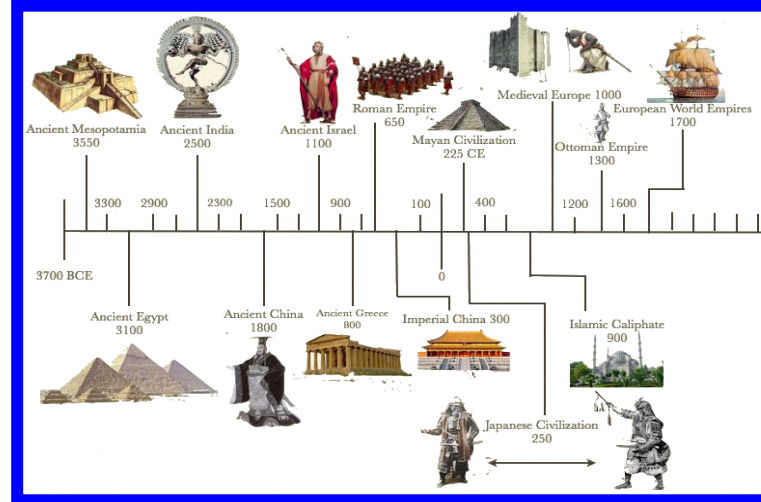 Ancient Mesopotamia
3550
Ancient India
2500
Ancient Israel
1100
Roman Empire
650
Mayan Civilization
225 CE
Medieval Europe 1000
Ottoman Empire
1300
European World Empires
1700
3300
2900
2300
1500
900
100
400
1200
1600
3700 BCE
0
Ancient Egypt
3100
Ancient China
1800
Ancient Greece
800
Imperial China 300
Islamic Caliphate
900
Japanese Civilization
250